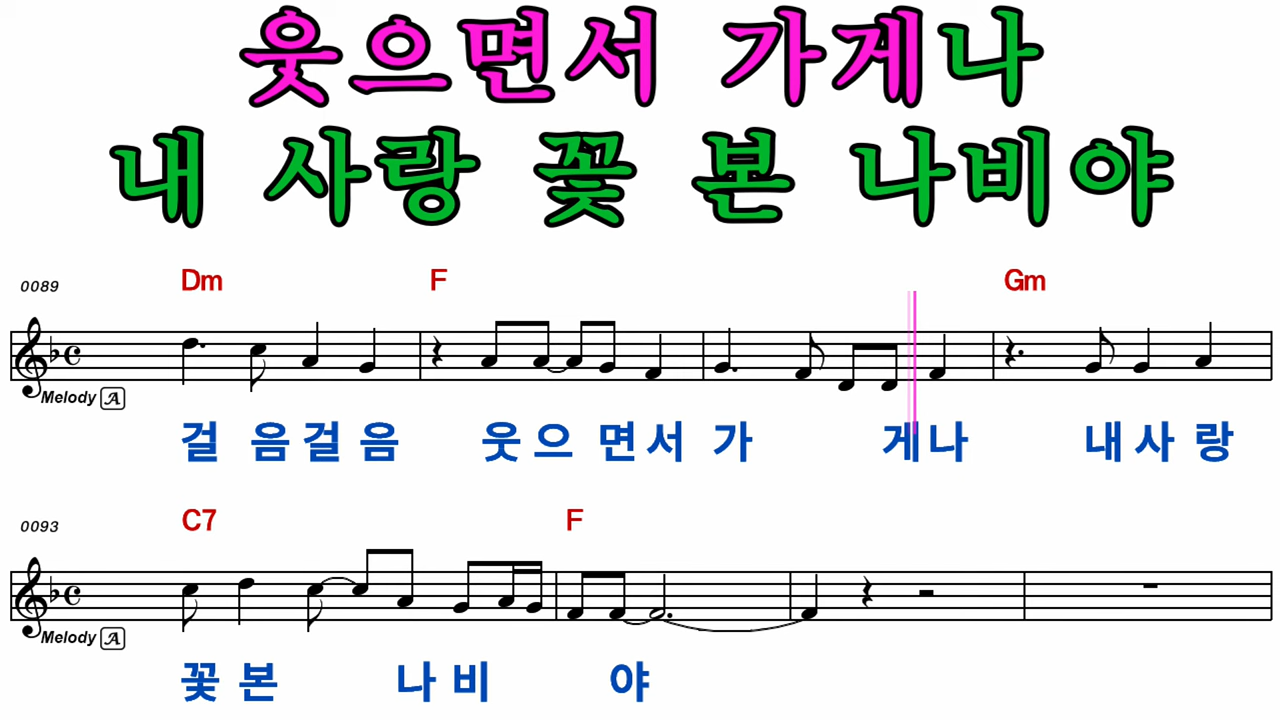 웃으면서 가게나
내 사랑 꽃 본 나비야
0089 Dm F Gm
Melody A
걸 음 걸 음 웃 으 면 서 가 게 나 내 사 랑
0093 C7 F
Melody A
꽃 본 나 비 야